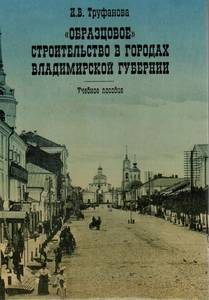 И.В. Труфанова
«ОБРАЗЦОВОЕ»
СТРОИТЕЛЬСТВО В ГОРОДАХ
ВЛАДИМИРСКОЙ ГУБЕРНИИ
Учебное пособие